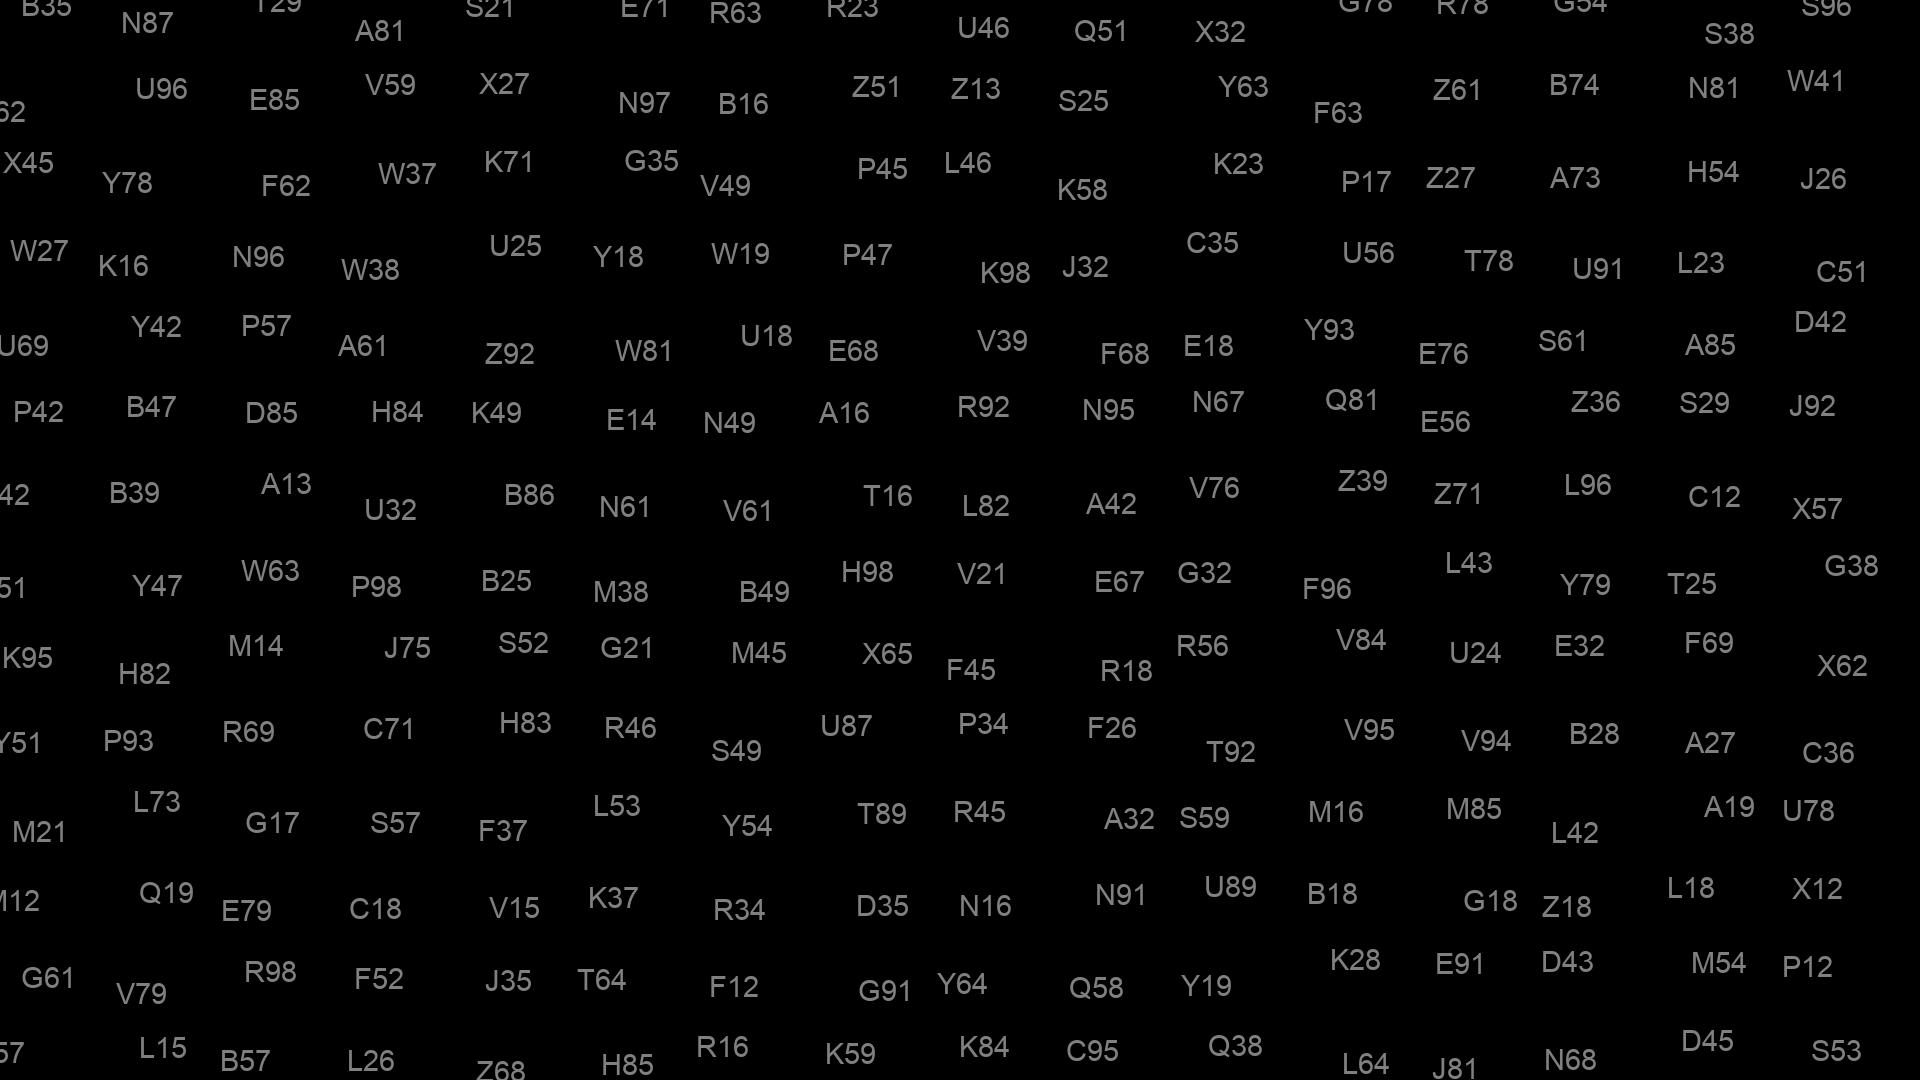 B35 N87 T29 A81 S21 E71 R63 R23 U46 Q51 X32 G78 R78 G54 S38 S96
62 U96 E85 V59 X27 N97 B16 Z51 Z13 S25 Y63 F63 Z61 B74 N81 W41
X45 Y78 F62 W37 K71 G35 V49 P45 L46 K58 K23 P17 Z27 A73 H54 J26
W27 K16 N96 W38 U25 Y18 W19 P47 K98 J32 C35 U56 T78 U91 L23 C51
U69 Y42 P57 A61 Z92 W81 U18 E68 V39 F68 E18 Y93 E76 S61 A85 D42
P42 B47 D85 H84 K49 E14 N49 A16 R92 N95 N67 Q81 E56 Z36 S29 J92
42 B39 A13 U32 B86 N61 V61 T16 L82 A42 V76 Z39 Z71 L96 C12 X57
51 Y47 W63 P98 B25 M38 B49 H98 V21 E67 G32 F96 L43 Y79 T25 G38
K95 H82 M14 J75 S52 G21 M45 X65 F45 R18 R56 V84 U24 E32 F69 X62
Y51 P93 R69 C71 H83 R46 S49 U87 P34 F26 T92 V95 V94 B28 A27 C36
M21 L73 G17 S57 F37 L53 Y54 T89 R45 A32 S59 M16 M85 L42 A19 U78
M12 Q19 E79 C18 V15 K37 R34 D35 N16 N91 U89 B18 G18 Z18 L18 X12
G61 V79 R98 F52 J35 T64 F12 G91 Y64 Q58 Y19 K28 E91 D43 M54 P12
57 L15 B57 L26 Z68 H85 R16 K59 K84 C95 Q38 L64 J81 N68 D45 S53